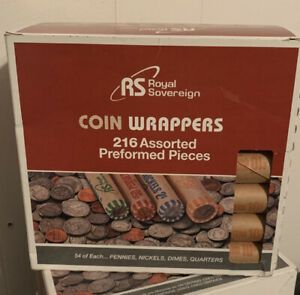 RS Royal
Sovereign
COIN WRAPPERS
216 Assorted
Preformed Pieces
54 of Each... PENNIES, NICKELS, DIMES, QUARTERS